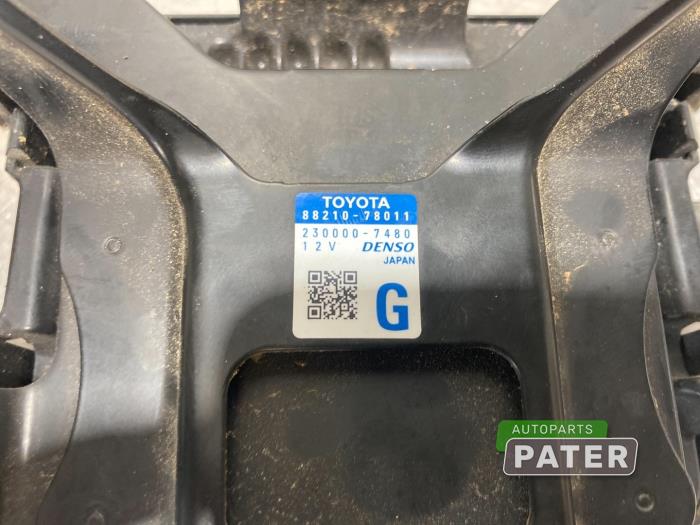 TOYOTA
88210-78011
230000-7480
12V DENSO
JAPAN
G
AUTOPARTS
PATER